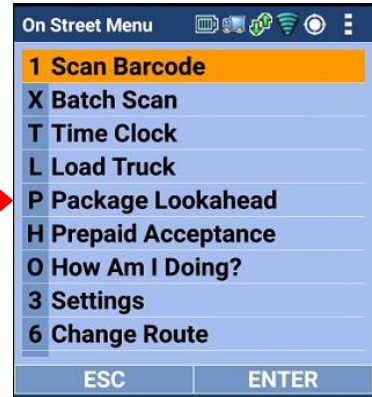 On Street Menu
1 Scan Barcode
X Batch Scan
T Time Clock
L Load Truck
P Package Lookahead
H Prepaid Acceptance
O How Am I Doing?
3 Settings
6 Change Route
ESC ENTER